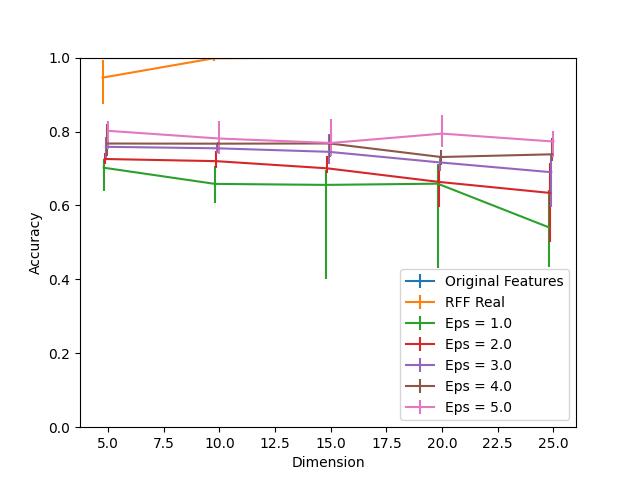 1.0
0.8
0.6
0.4
0.2
0.0
Accuracy
Original Features
RFF Real
Eps = 1.0
Eps = 2.0
Eps = 3.0
Eps = 4.0
Eps = 5.0
5.0 7.5 10.0 12.5 15.0 17.5 20.0 22.5 25.0
Dimension